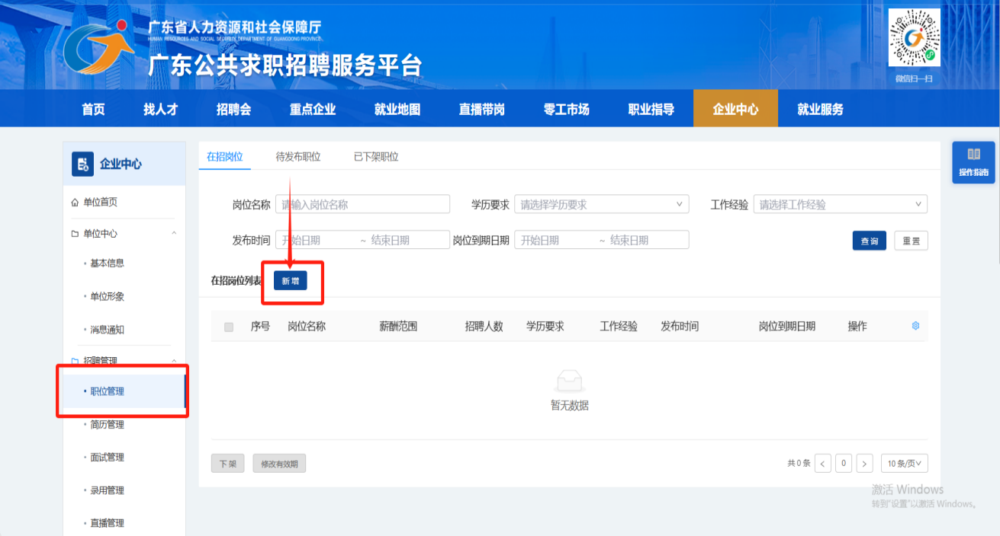 广东省人力资源和社会保障厅
HUMAN RESOURCES AND SOCIAL SECURITY DEPARTMENT OF GUANGDONG PROVINCE
广东公共求职招聘服务平台
微信扫一扫
首页 找人才 招聘会 重点企业 就业地图 直播带岗 零工市场 职业指导 企业中心 就业服务
企业中心
单位首页
单位中心
基本信息
单位形象
消息通知
招聘管理
职位管理
简历管理
面试管理
录用管理
直播管理
在招岗位 待发布职位 已下架职位
岗位名称 请输入岗位名称 学历要求 请选择学历要求 工作经验 请选择工作经验
发布时间 开始日期 ~ 结束日期 岗位到期日期 开始日期 ~ 结束日期 查询 重置
在招岗位列表 新增
序号 岗位名称 薪酬范围 招聘人数 学历要求 工作经验 发布时间 岗位到期日期 操作
暂无数据
下架 修改有效期 共0条 < 0 > 10条/页
操作指南
激活 Windows
转到"设置"以激活 Windows。